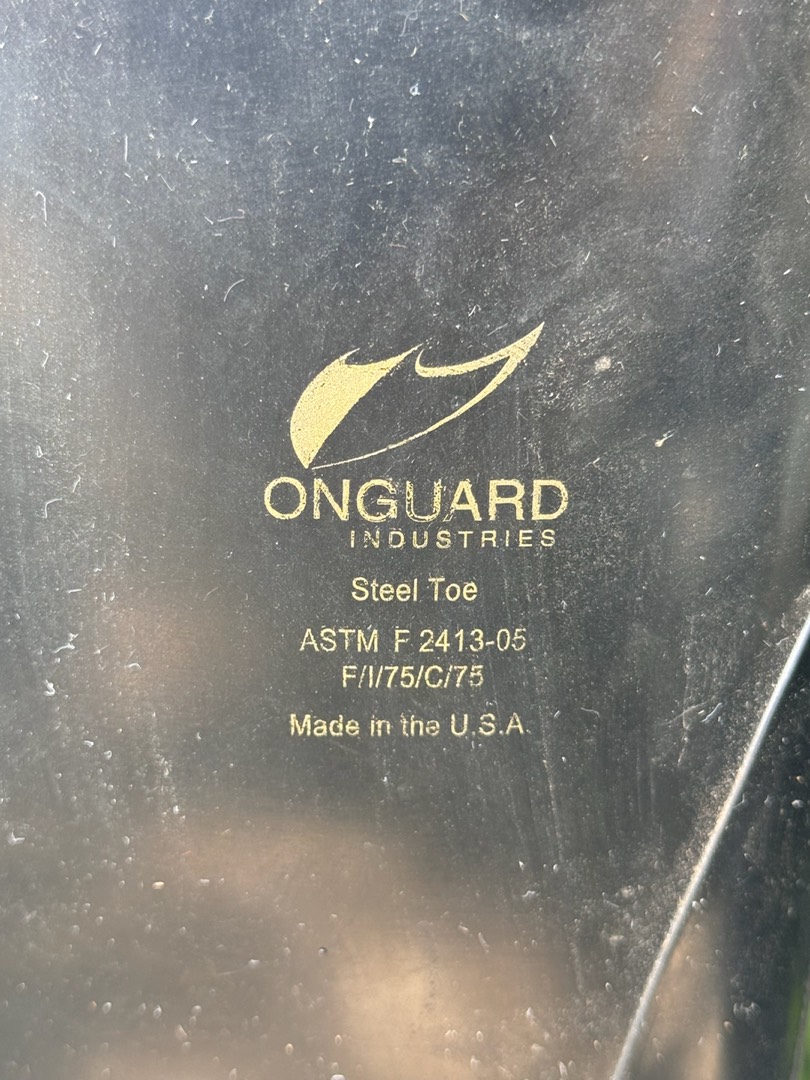 ONGUARD
INDUSTRIES
Steel Toe
ASTM F 2413-05
F/I/75/C/75
Made in the U.S.A